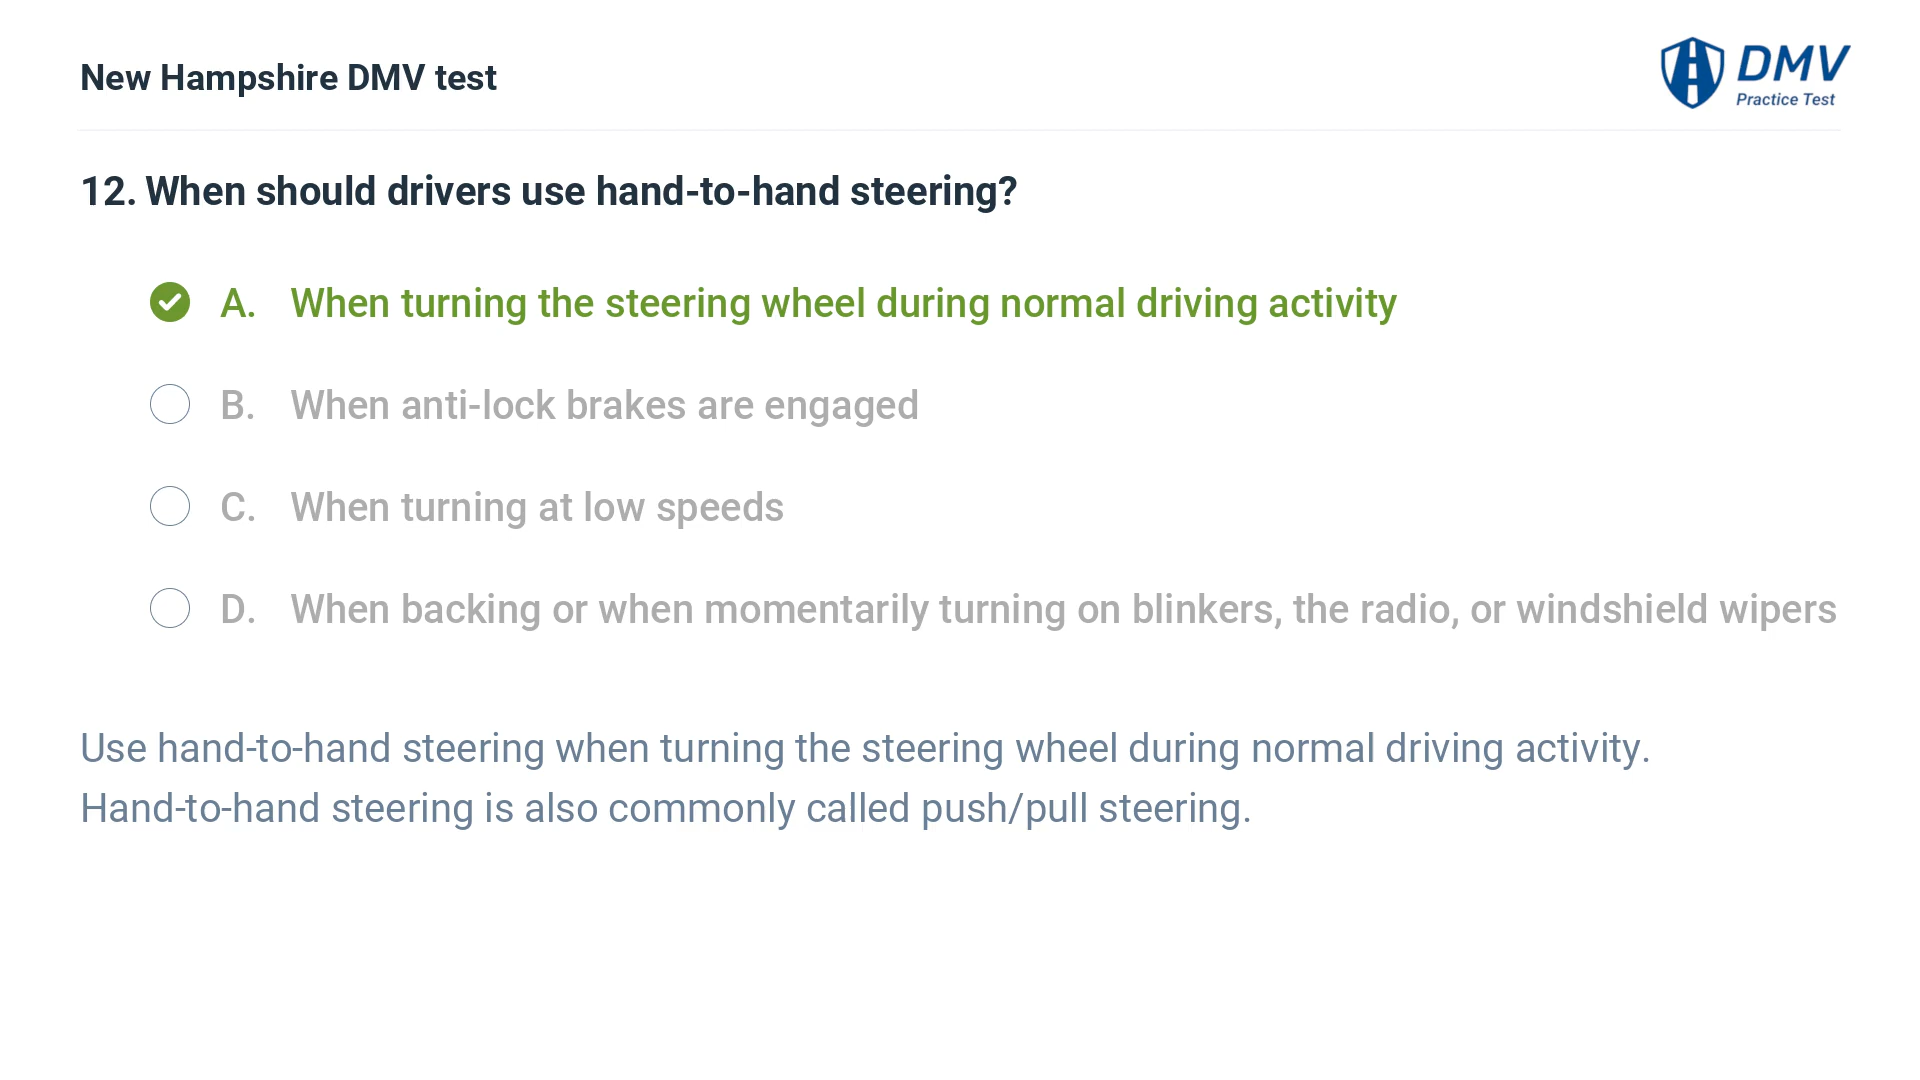 New Hampshire DMV test
DMV
Practice Test
12. When should drivers use hand-to-hand steering?
A. When turning the steering wheel during normal driving activity
B. When anti-lock brakes are engaged
C. When turning at low speeds
D. When backing or when momentarily turning on blinkers, the radio, or windshield wipers
Use hand-to-hand steering when turning the steering wheel during normal driving activity.
Hand-to-hand steering is also commonly called push/pull steering.